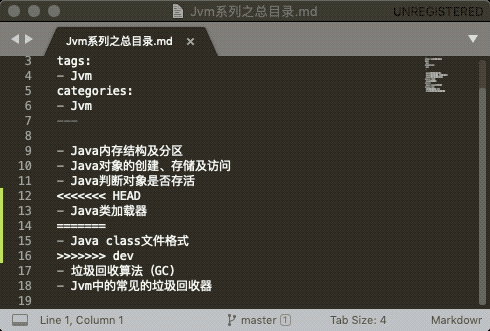 Jvm系列之总目录.md
UNREGISTERED
Jvm系列之总目录.md ×
3 tags:
4 - Jvm
5 categories:
6 - Jvm
7 ---
8
9 - Java内存结构及分区
10 - Java对象的创建、存储及访问
11 - Java判断对象是否存活
12 <<<<<<< HEAD
13 - Java类加载器
14 =======
15 - Java class文件格式
16 >>>>>>> dev
17 - 垃圾回收算法（GC）
18 - Jvm中的常见的垃圾回收器
19
Line 1, Column 1
master 1
Tab Size: 4
Markdowr